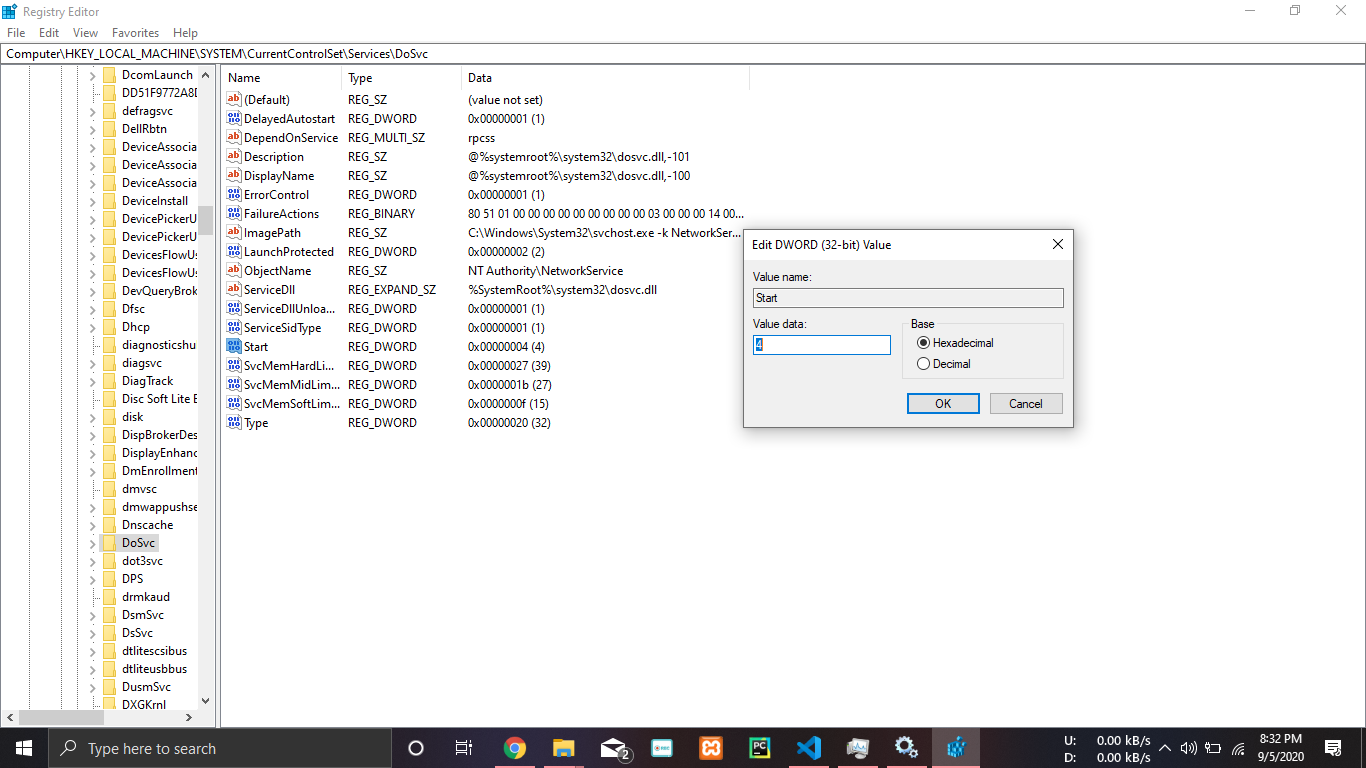 Registry Editor
File Edit View Favorites Help
Computer\HKEY_LOCAL_MACHINE\SYSTEM\CurrentControlSet\Services\DoSvc
DcomLaunch
DD51F9772A8D
defragsvc
DellRbtn
DeviceAssocia
DeviceAssocia
DeviceAssocia
DeviceInstall
DevicePickerU
DevicePickerU
DevicesFlowUs
DevicesFlowUs
DevQueryBrok
Dfsc
Dhcp
diagnosticshu
diagsvc
DiagTrack
Disc Soft Lite B
disk
DispBrokerDes
DisplayEnhanc
DmEnrollment
dmvsc
dmwappushse
Dnscache
DoSvc
dot3svc
DPS
drmkaud
DsmSvc
DsSvc
dtlitescsibus
dtliteusbbus
DusmSvc
DXGKrnl
Name Type Data
(Default) REG_SZ (value not set)
DelayedAutostart REG_DWORD 0x00000001 (1)
DependOnService REG_MULTI_SZ rpcss
Description REG_SZ @%systemroot%\system32\dosvc.dll,-101
DisplayName REG_SZ @%systemroot%\system32\dosvc.dll,-100
ErrorControl REG_DWORD 0x00000001 (1)
FailureActions REG_BINARY 80 51 01 00 00 00 00 00 00 00 00 00 03 00 00 00 14 00...
ImagePath REG_SZ C:\Windows\System32\svchost.exe -k NetworkSer...
LaunchProtected REG_DWORD 0x00000002 (2)
ObjectName REG_SZ NT Authority\NetworkService
ServiceDll REG_EXPAND_SZ %SystemRoot%\system32\dosvc.dll
ServiceDllUnloa... REG_DWORD 0x00000001 (1)
ServiceSidType REG_DWORD 0x00000001 (1)
Start REG_DWORD 0x00000004 (4)
SvcMemHardLi... REG_DWORD 0x00000027 (39)
SvcMemMidLim... REG_DWORD 0x0000001b (27)
SvcMemSoftLim... REG_DWORD 0x0000000f (15)
Type REG_DWORD 0x00000020 (32)
Edit DWORD (32-bit) Value
Value name:
Start
Value data:
4
Base
Hexadecimal
Decimal
OK Cancel
Type here to search
2
PC
U: 0.00 kB/s
D: 0.00 kB/s
8:32 PM
9/5/2020